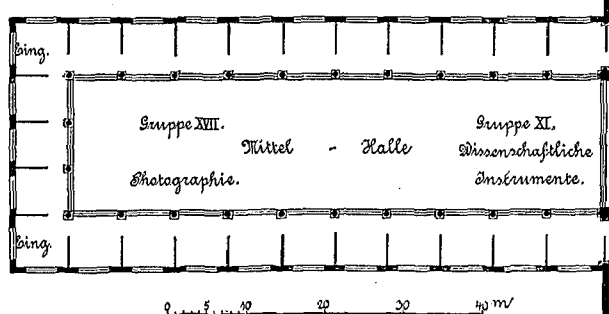 Eing.
Gruppe XVII.
Gruppe XI.
Mittel - Halle
Wissenschaftliche
Photographie.
Instrumente.
Eing.
0 5 10 20 30 40 m